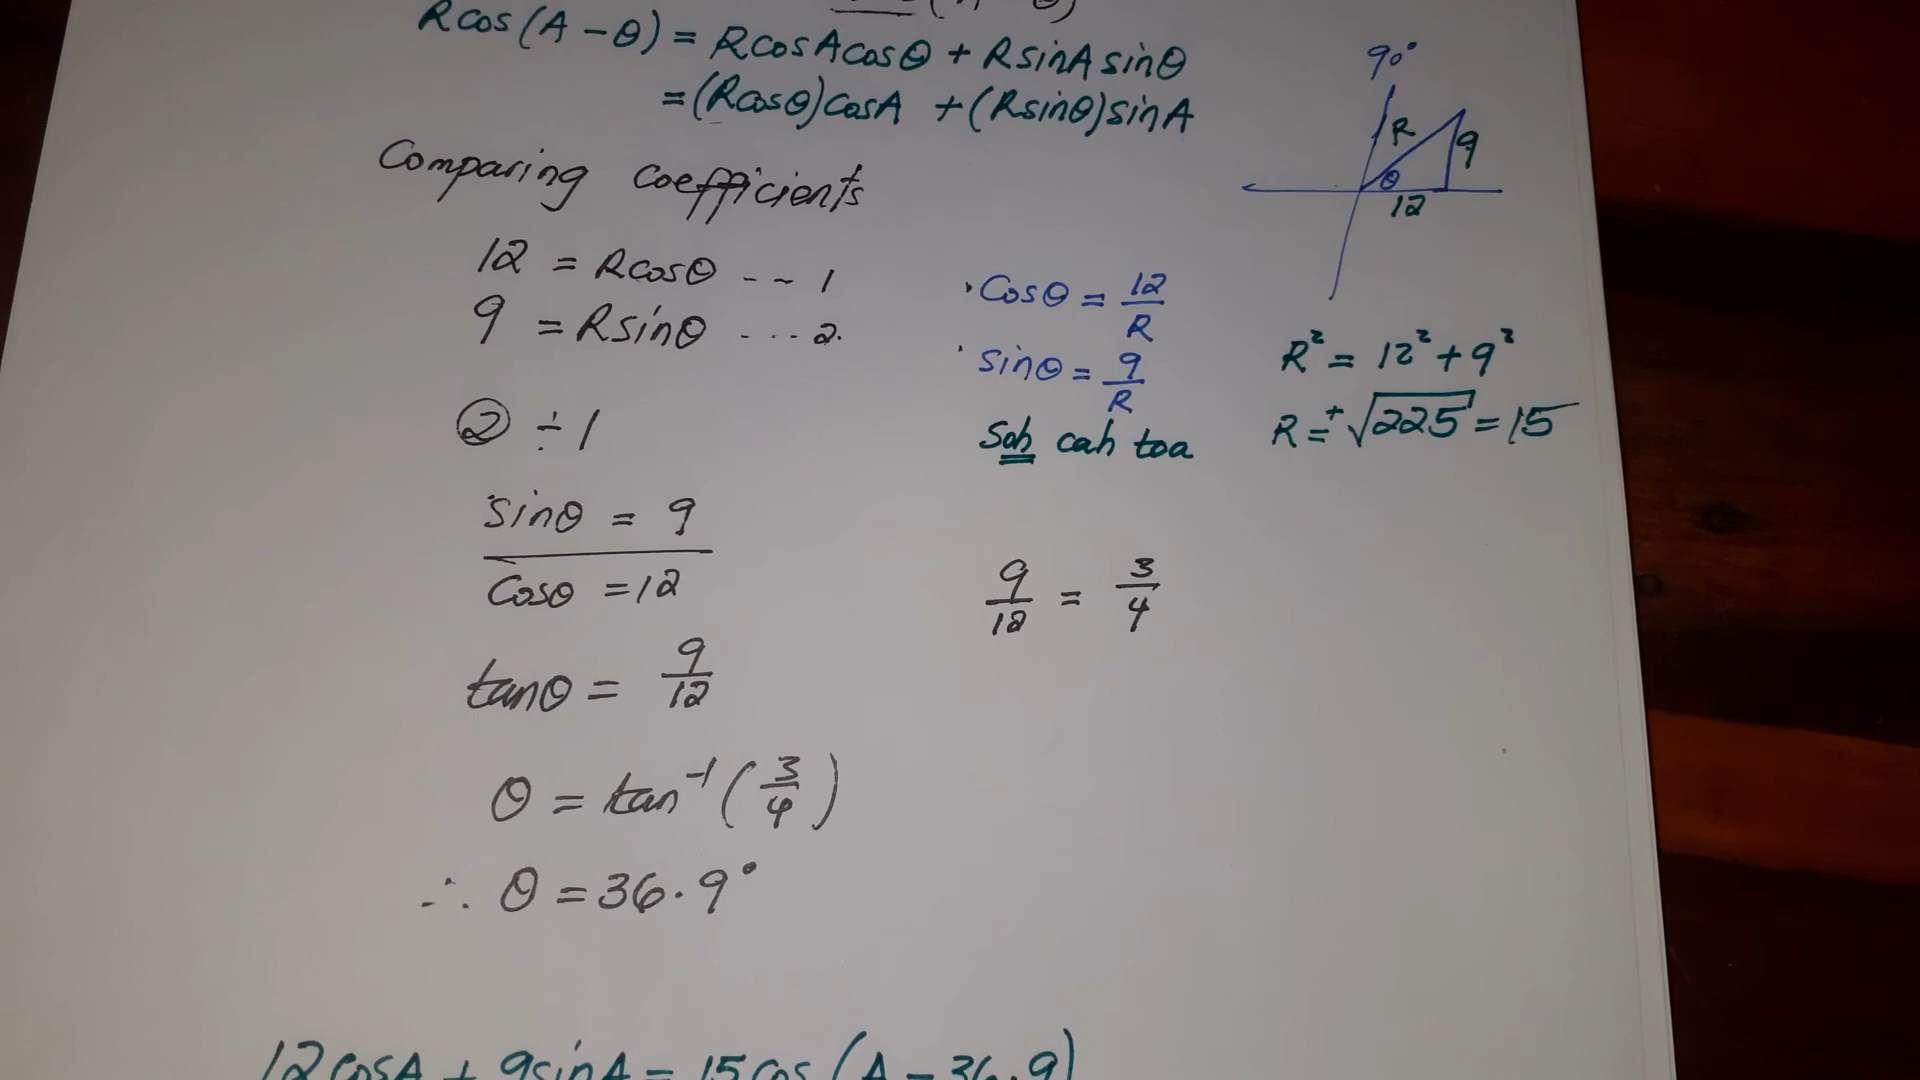 Rcos(A - θ) = RcosAcosθ + RsinAsinθ
= (Rcosθ)cosA + (Rsinθ)sinA
Comparing coefficients
12 = Rcosθ -- 1
9 = Rsinθ ... 2.
② ÷ 1
sinθ = 9
cosθ = 12
tanθ = 9/12
θ = tan⁻¹(3/4)
∴ θ = 36.9°
Cosθ = 12/R
sinθ = 9/R
Soh cah toa
9/12 = 3/4
90°
R
9
θ
12
R² = 12² + 9²
R = +√225 = 15
12cosA + 9sinA = 15cos(A - 36.9)